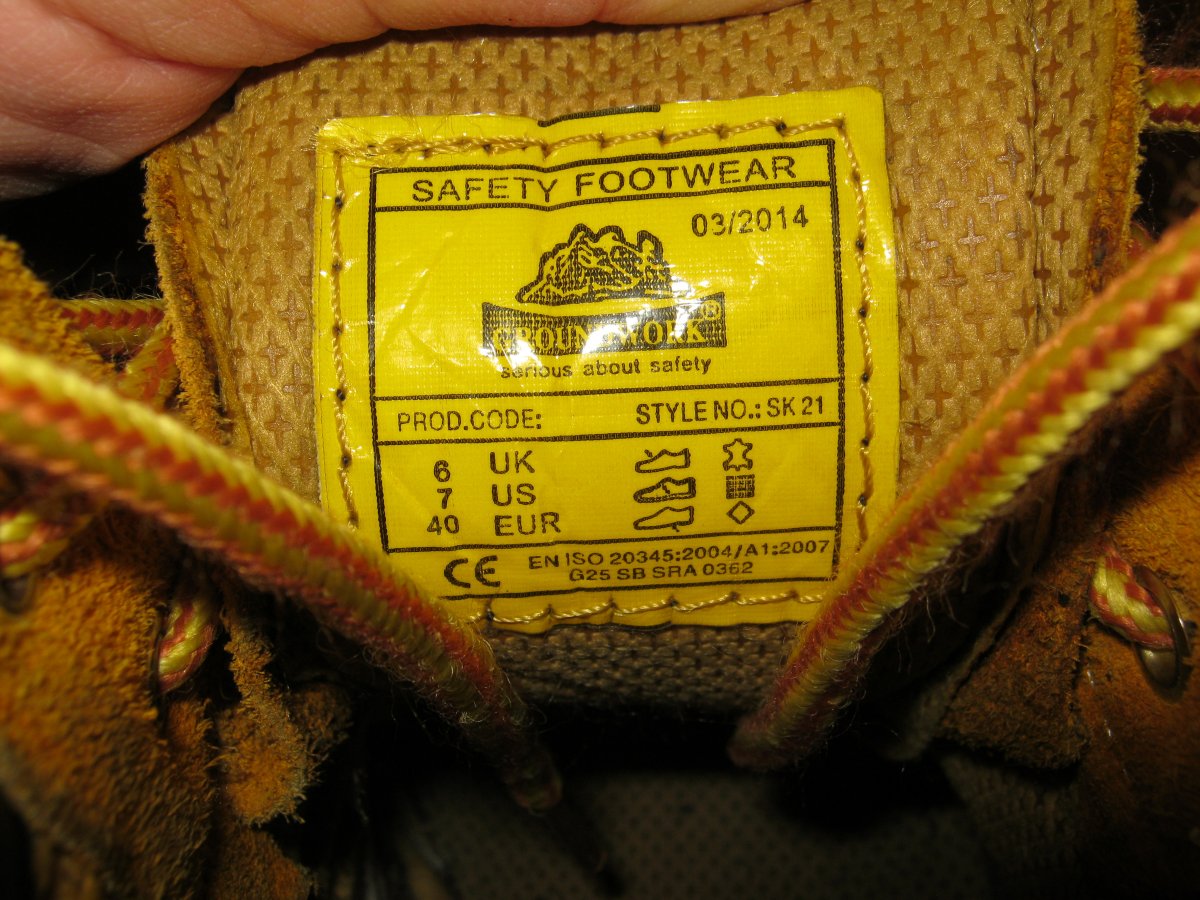 SAFETY FOOTWEAR
03/2014
GROUNDWORK®
serious about safety
PROD.CODE: STYLE NO.: SK 21
6 UK
7 US
40 EUR
CE EN ISO 20345:2004/A1:2007
G25 SB SRA 0362